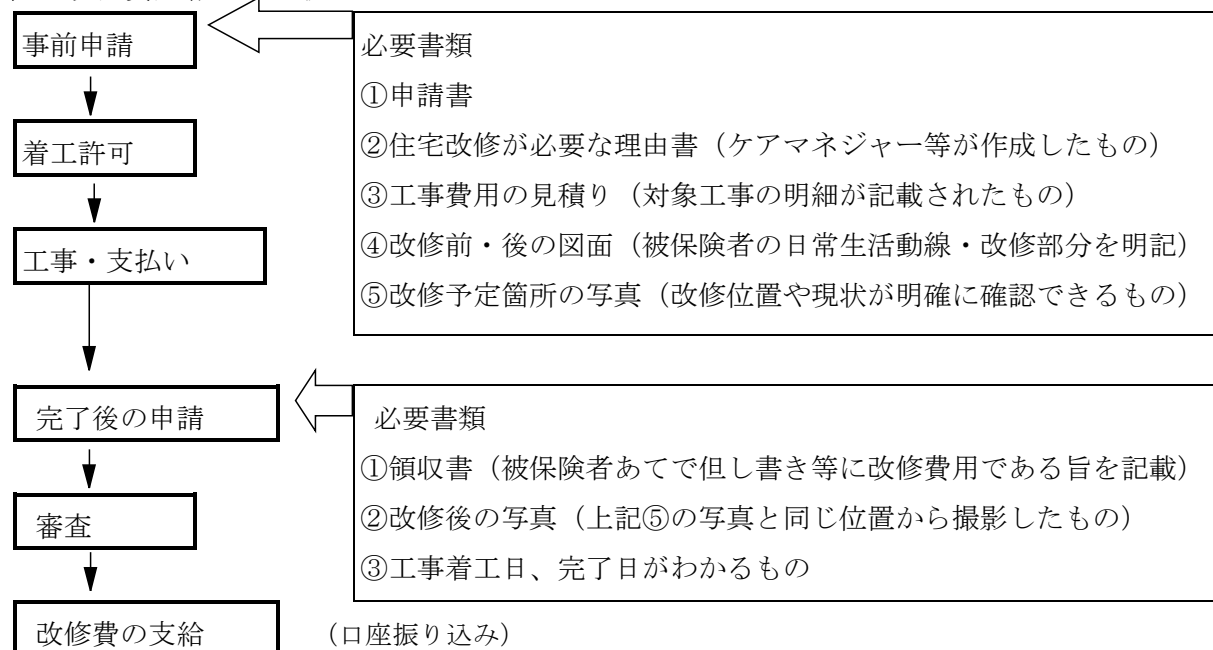 事前申請
必要書類
①申請書
②住宅改修が必要な理由書（ケアマネジャー等が作成したもの）
着工許可
③工事費用の見積り（対象工事の明細が記載されたもの）
④改修前・後の図面（被保険者の日常生活動線・改修部分を明記）
工事・支払い
⑤改修予定箇所の写真（改修位置や現状が明確に確認できるもの）
完了後の申請
必要書類
①領収書（被保険者あてで但し書き等に改修費用である旨を記載）
②改修後の写真（上記⑤の写真と同じ位置から撮影したもの）
審査
③工事着工日、完了日がわかるもの
改修費の支給
（口座振り込み）